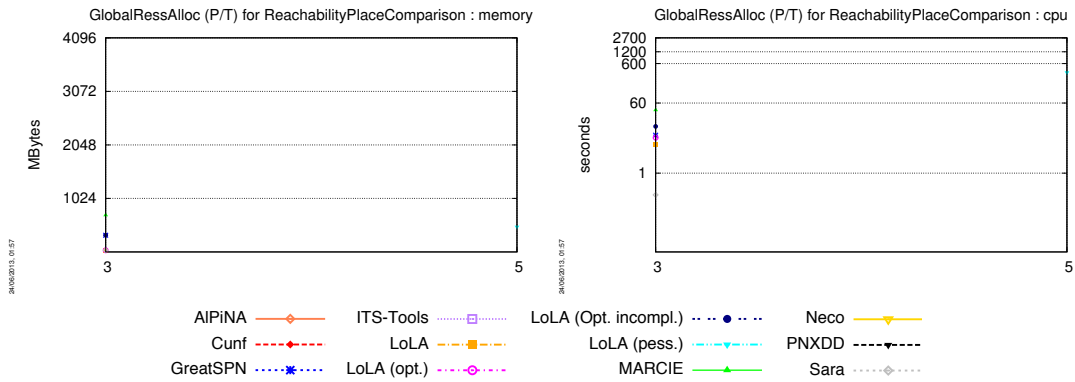 GlobalRessAlloc (P/T) for ReachabilityPlaceComparison : memory
4096
3072
2048
1024
MBytes
3
5
24/06/2013, 01:57
GlobalRessAlloc (P/T) for ReachabilityPlaceComparison : cpu
2700
1200
600
60
1
seconds
3
5
24/06/2013, 01:57
AlPiNA
Cunf
GreatSPN
ITS-Tools
LoLA
LoLA (opt.)
LoLA (Opt. incompl.)
LoLA (pess.)
MARCIE
Neco
PNXDD
Sara